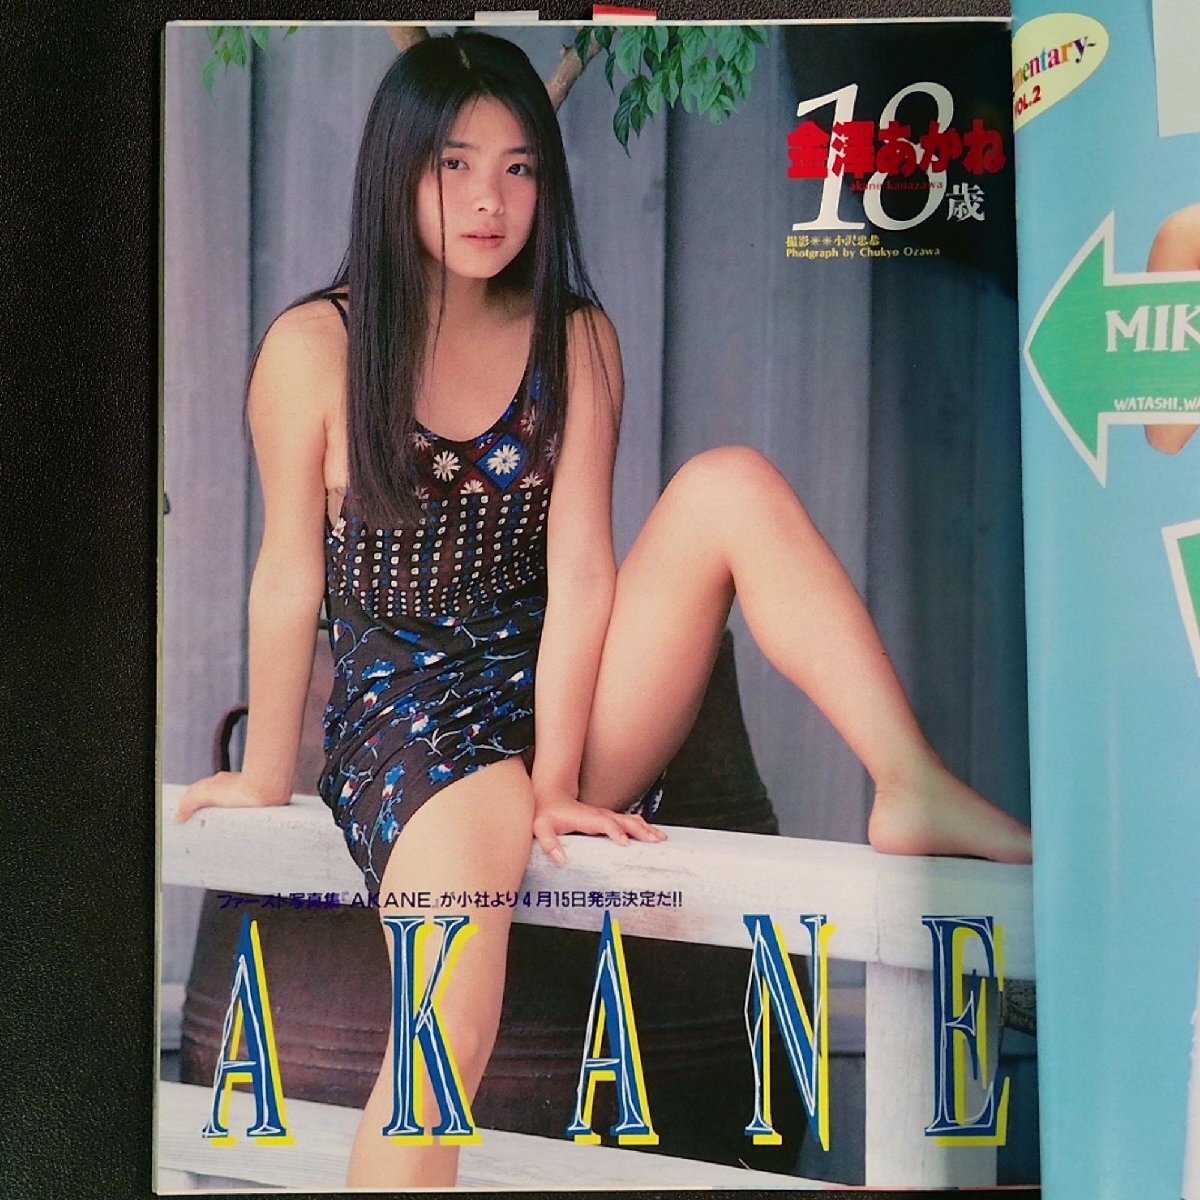 18歳
金澤あかね
akane kanazawa
撮影✳✳小沢忠恭
Photgraph by Chukyo Ozawa
ファースト写真集『AKANE』が小社より4月15日発売決定だ!!
AKANE
mentary~
VOL.2
MIK
WATASHI, WA